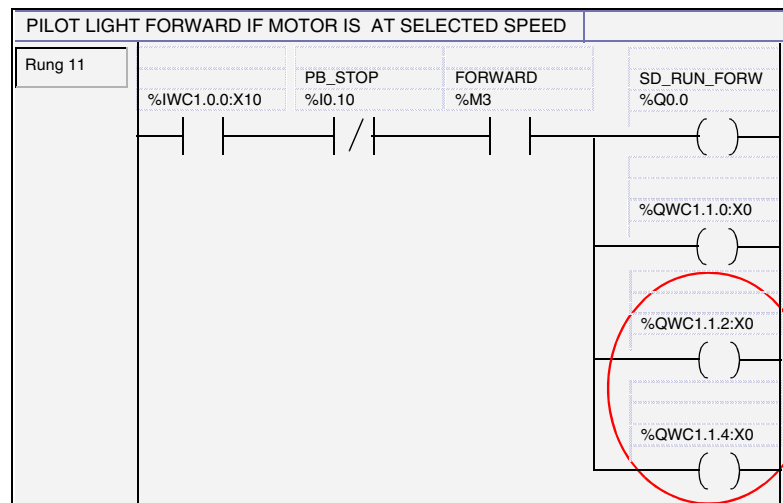 PILOT LIGHT FORWARD IF MOTOR IS AT SELECTED SPEED
Rung 11
PB_STOP FORWARD SD_RUN_FORW
%IWC1.0.0:X10 %I0.10 %M3 %Q0.0
%QWC1.1.0:X0
%QWC1.1.2:X0
%QWC1.1.4:X0